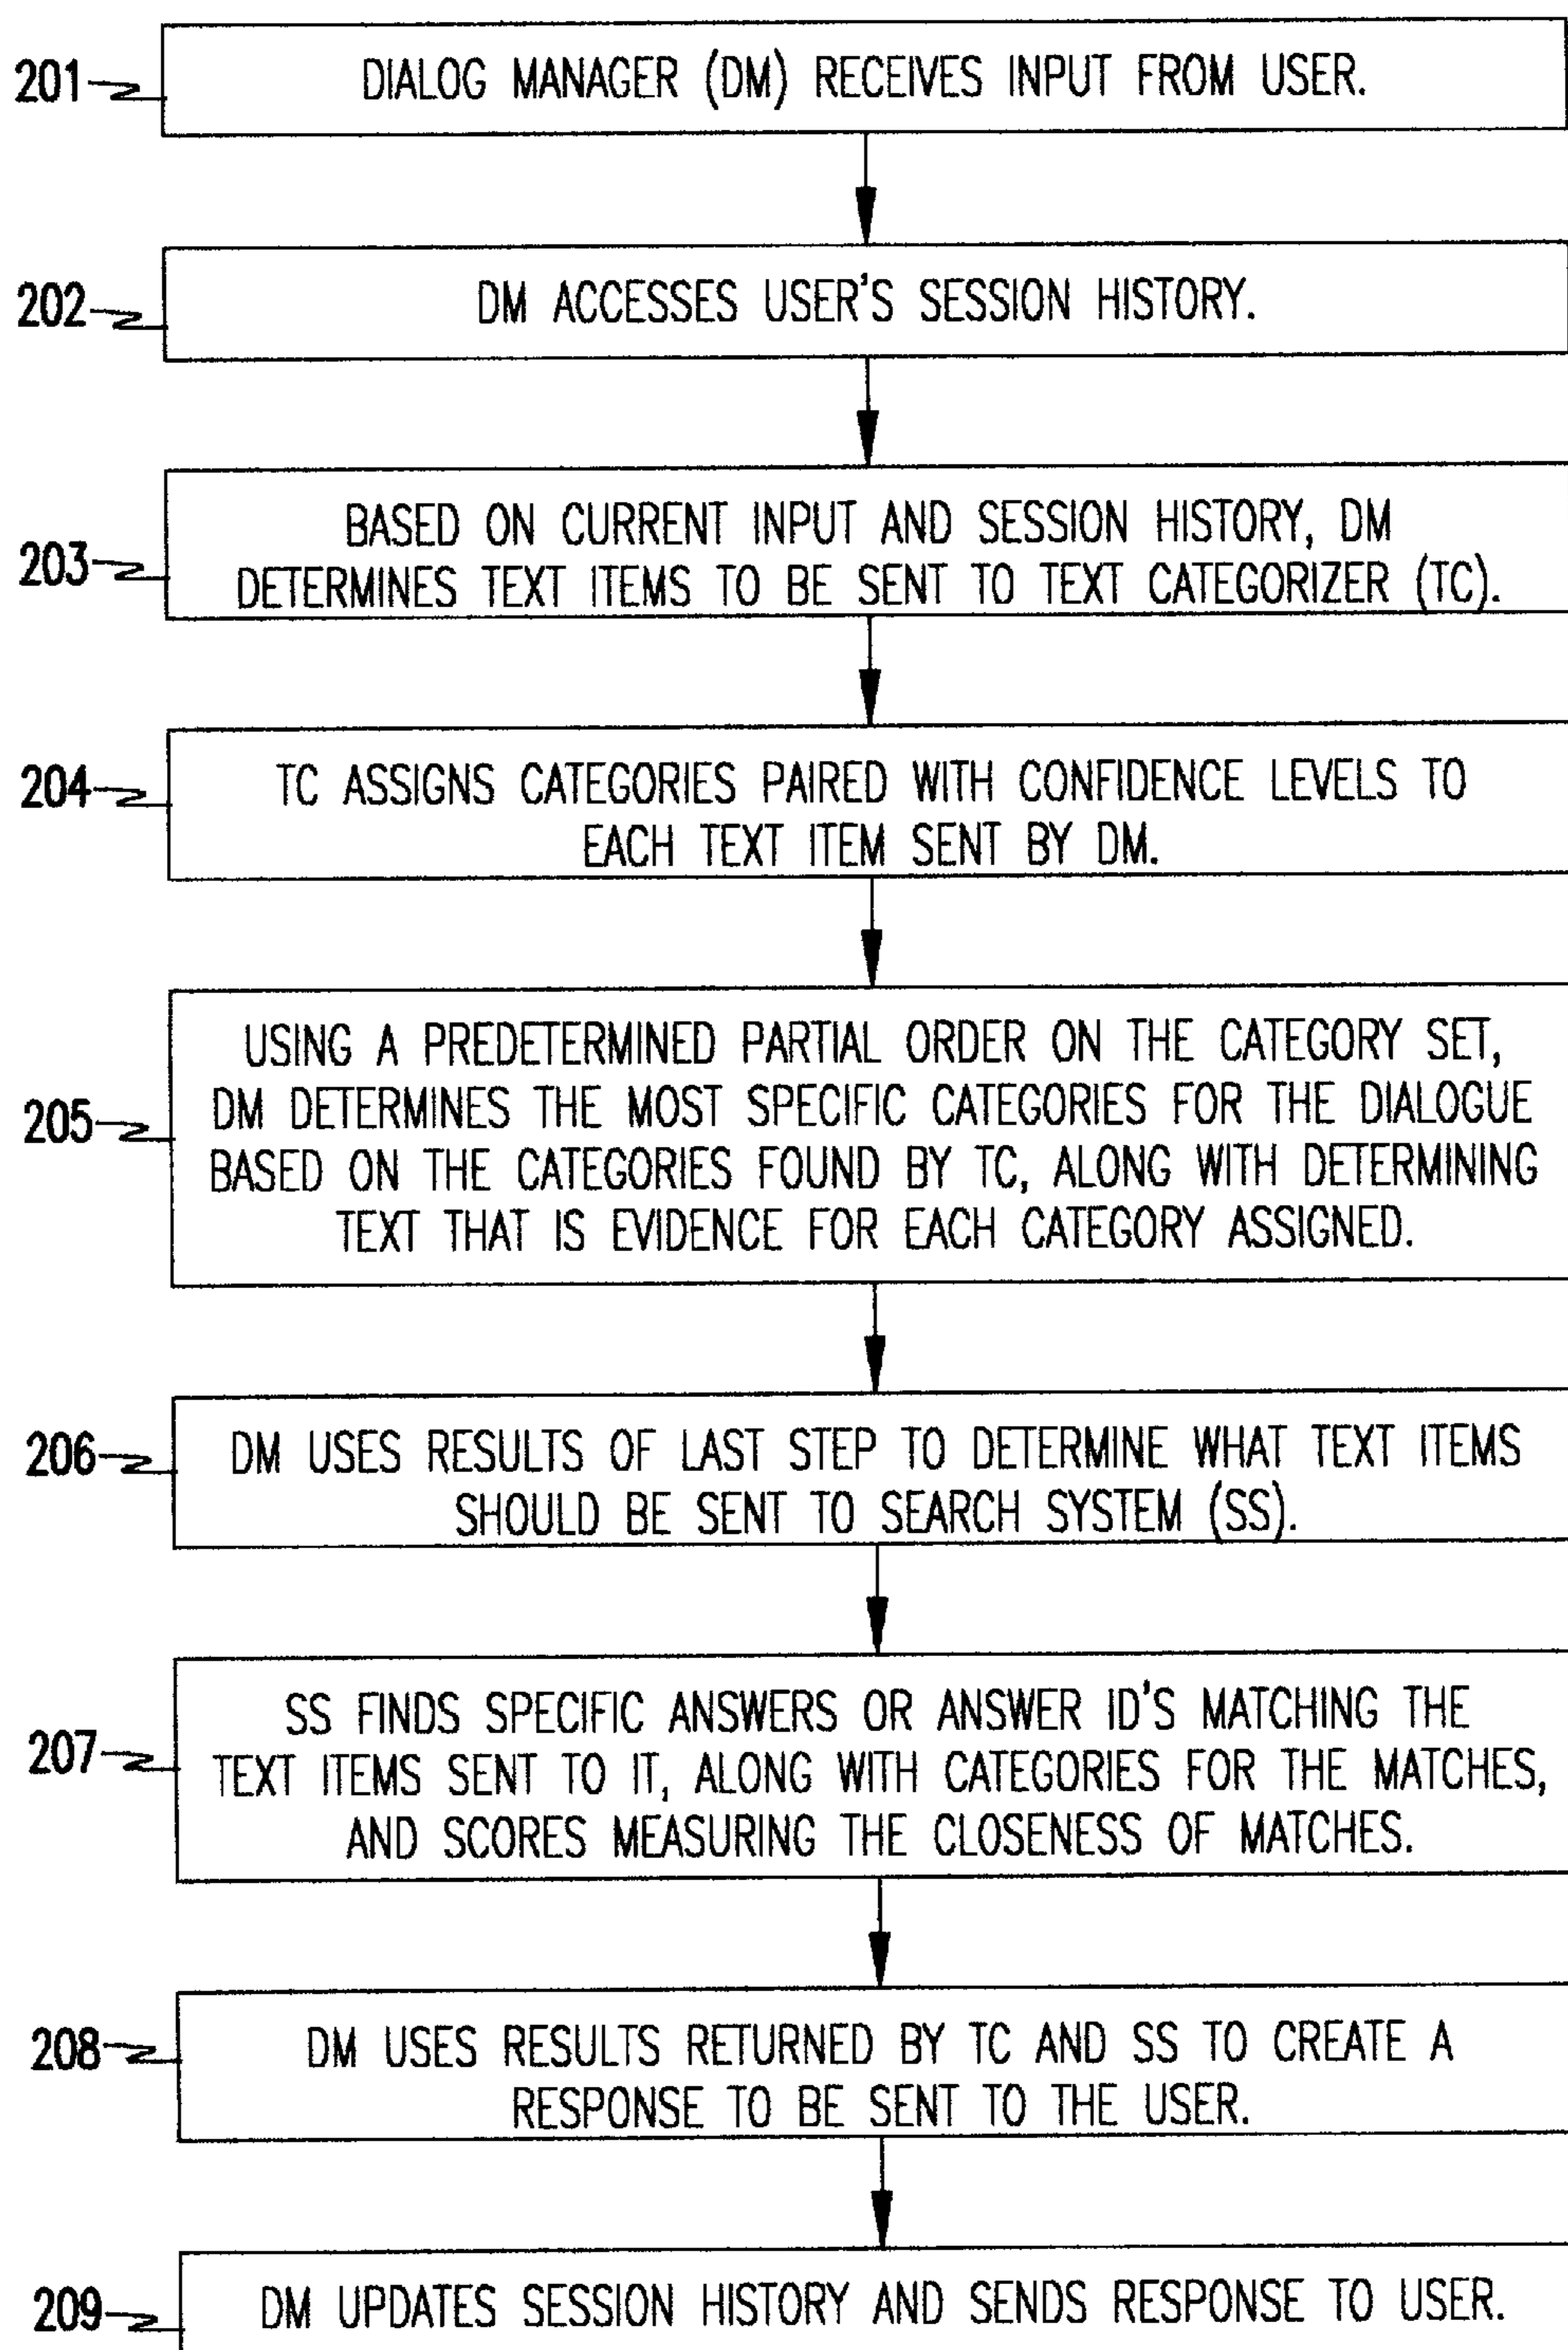 201 DIALOG MANAGER (DM) RECEIVES INPUT FROM USER.
202 DM ACCESSES USER'S SESSION HISTORY.
BASED ON CURRENT INPUT AND SESSION HISTORY, DM
203 DETERMINES TEXT ITEMS TO BE SENT TO TEXT CATEGORIZER (TC).
204 TC ASSIGNS CATEGORIES PAIRED WITH CONFIDENCE LEVELS TO
EACH TEXT ITEM SENT BY DM.
USING A PREDETERMINED PARTIAL ORDER ON THE CATEGORY SET,
205 DM DETERMINES THE MOST SPECIFIC CATEGORIES FOR THE DIALOGUE
BASED ON THE CATEGORIES FOUND BY TC, ALONG WITH DETERMINING
TEXT THAT IS EVIDENCE FOR EACH CATEGORY ASSIGNED.
206 DM USES RESULTS OF LAST STEP TO DETERMINE WHAT TEXT ITEMS
SHOULD BE SENT TO SEARCH SYSTEM (SS).
SS FINDS SPECIFIC ANSWERS OR ANSWER ID'S MATCHING THE
207 TEXT ITEMS SENT TO IT, ALONG WITH CATEGORIES FOR THE MATCHES,
AND SCORES MEASURING THE CLOSENESS OF MATCHES.
208 DM USES RESULTS RETURNED BY TC AND SS TO CREATE A
RESPONSE TO BE SENT TO THE USER.
209 DM UPDATES SESSION HISTORY AND SENDS RESPONSE TO USER.